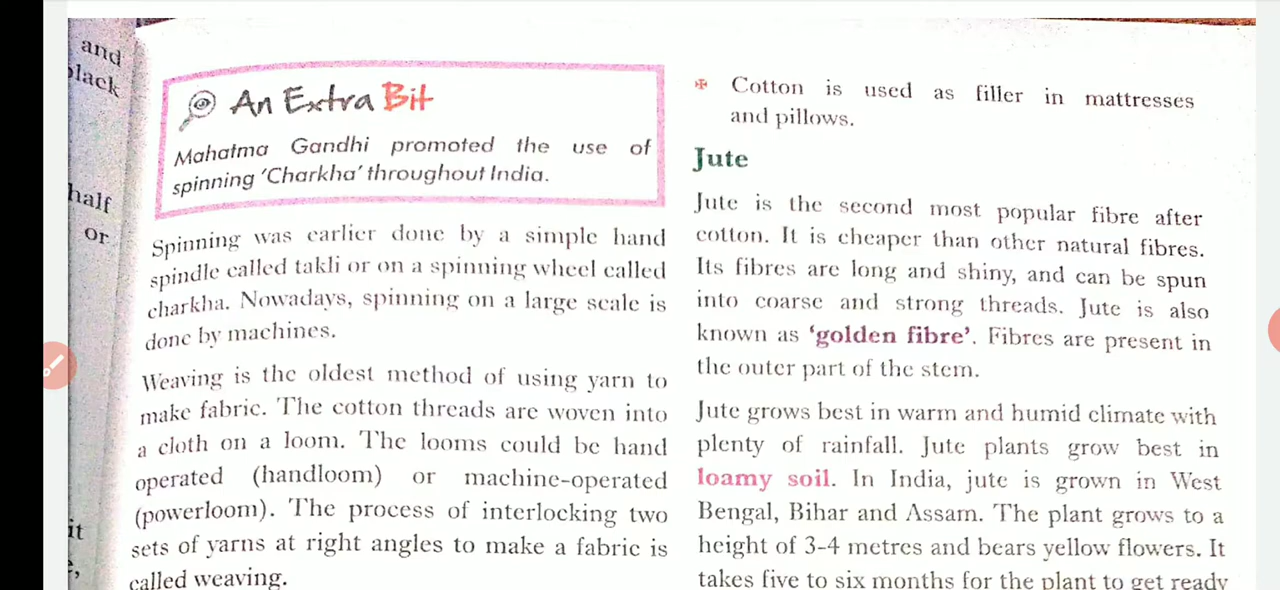 and
black
half
or
it
An Extra Bit
Mahatma Gandhi promoted the use of
spinning 'Charkha' throughout India.
Spinning was earlier done by a simple hand
spindle called takli or on a spinning wheel called
charkha. Nowadays, spinning on a large scale is
done by machines.
Weaving is the oldest method of using yarn to
make fabric. The cotton threads are woven into
a cloth on a loom. The looms could be hand
operated (handloom) or machine-operated
(powerloom). The process of interlocking two
sets of yarns at right angles to make a fabric is
called weaving.
Cotton is used as filler in mattresses
and pillows.
Jute
Jute is the second most popular fibre after
cotton. It is cheaper than other natural fibres.
Its fibres are long and shiny, and can be spun
into coarse and strong threads. Jute is also
known as 'golden fibre'. Fibres are present in
the outer part of the stem.
Jute grows best in warm and humid climate with
plenty of rainfall. Jute plants grow best in
loamy soil. In India, jute is grown in West
Bengal, Bihar and Assam. The plant grows to a
height of 3-4 metres and bears yellow flowers. It
takes five to six months for the plant to get ready